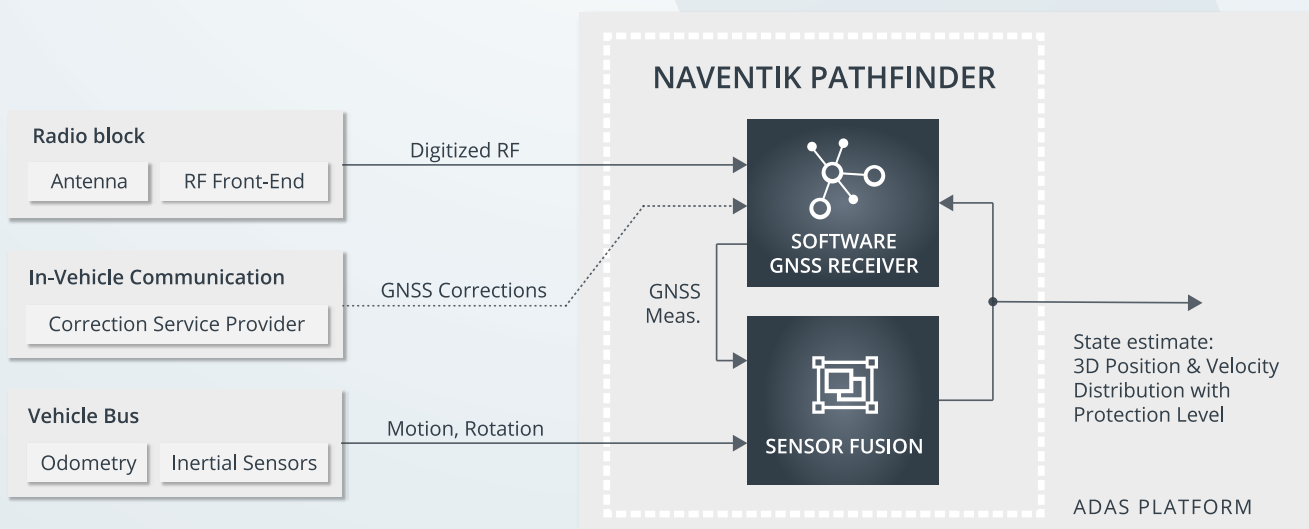 NAVENTIK PATHFINDER
Radio block
Antenna
RF Front-End
Digitized RF
SOFTWARE
GNSS RECEIVER
In-Vehicle Communication
Correction Service Provider
GNSS Corrections
GNSS
Meas.
Vehicle Bus
Odometry
Inertial Sensors
Motion, Rotation
SENSOR FUSION
State estimate:
3D Position & Velocity
Distribution with
Protection Level
ADAS PLATFORM